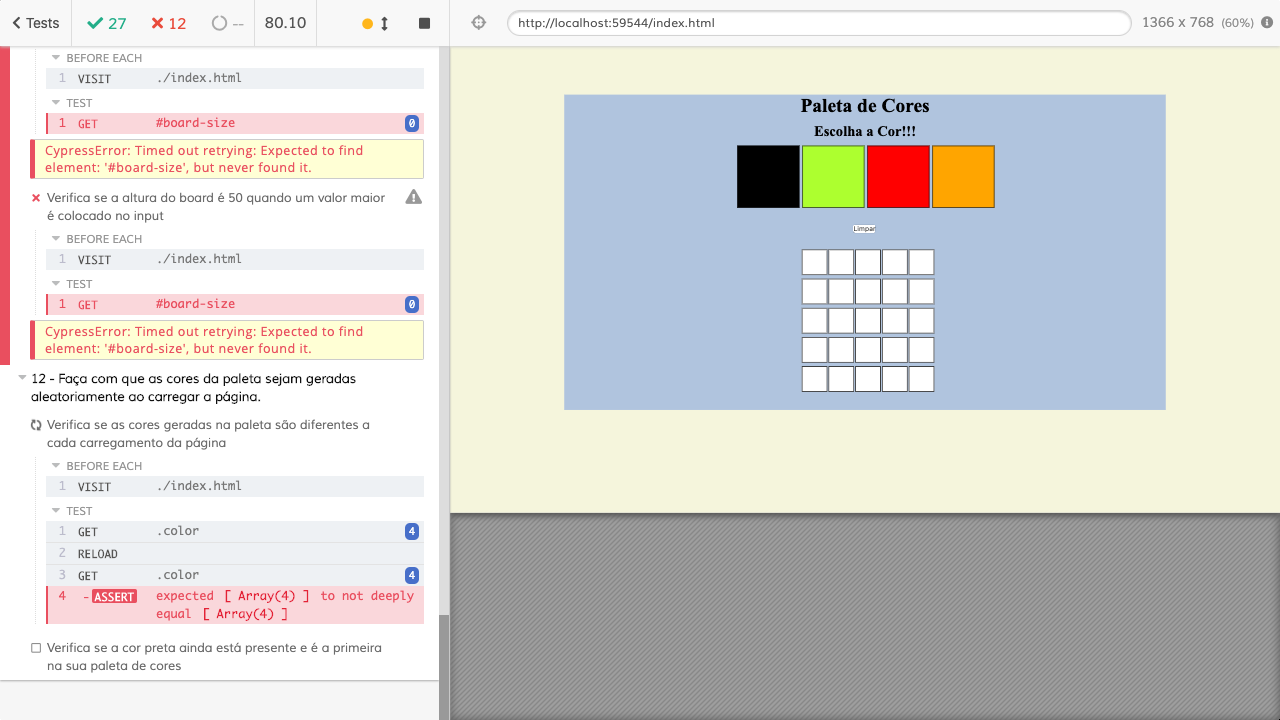 Tests 27 12 -- 80.10
http://localhost:59544/index.html 1366 x 768 (60%)
BEFORE EACH
1 VISIT ./index.html
TEST
1 GET #board-size 0
CypressError: Timed out retrying: Expected to find
element: '#board-size', but never found it.
Verifica se a altura do board é 50 quando um valor maior
é colocado no input
BEFORE EACH
1 VISIT ./index.html
TEST
1 GET #board-size 0
CypressError: Timed out retrying: Expected to find
element: '#board-size', but never found it.
12 - Faça com que as cores da paleta sejam geradas
aleatoriamente ao carregar a página.
Verifica se as cores geradas na paleta são diferentes a
cada carregamento da página
BEFORE EACH
1 VISIT ./index.html
TEST
1 GET .color 4
2 RELOAD
3 GET .color 4
4 - ASSERT expected [ Array(4) ] to not deeply
equal [ Array(4) ]
Verifica se a cor preta ainda está presente e é a primeira
na sua paleta de cores
Paleta de Cores
Escolha a Cor!!!
Limpar